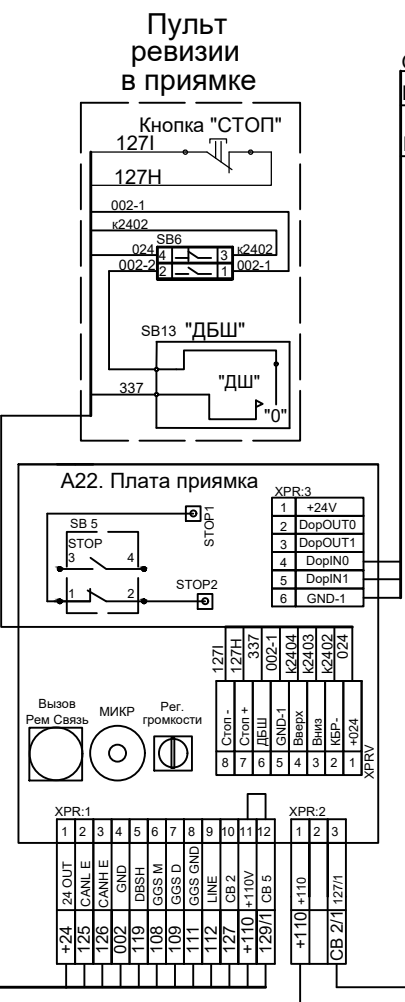 Пульт
ревизии
в приямке
Кнопка "СТОП"
127I
127H
002-1
к2402
SB6
024 4 3 к2402
002-2 2 1 002-1
SB13 "ДБШ"
"ДШ"
337
"0"
А22. Плата приямка
SB 5
STOP
3 4
1 2
STOP1
STOP2
XPR:3
1 +24V
2 DopOUT0
3 DopOUT1
4 DopIN0
5 DopIN1
6 GND-1
127I 127H 337 002-1 k2404 k2403 k2402 024
Стоп - Стоп + ДБШ GND-1 Вверх Вниз КБР- +024
8 7 6 5 4 3 2 1
XPRV
Вызов
Рем Связь
МИКР
Рег.
громкости
XPR:1
1 2 3 4 5 6 7 8 9 10 11 12
24 OUT CANL E CANH E GND DBSH GGS M GGS D GGS GND LINE CB 2 +110V CB 5
+24 125 126 002 119 108 109 111 112 127 +110 129/1
XPR:2
1 2 3
+110 127/1
+110 CB 2/1